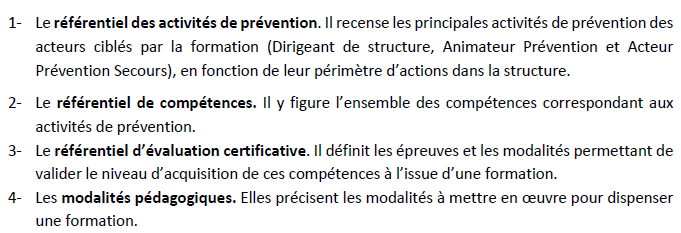 1- Le référentiel des activités de prévention. Il recense les principales activités de prévention des
acteurs ciblés par la formation (Dirigeant de structure, Animateur Prévention et Acteur
Prévention Secours), en fonction de leur périmètre d’actions dans la structure.
2- Le référentiel de compétences. Il y figure l’ensemble des compétences correspondant aux
activités de prévention.
3- Le référentiel d’évaluation certificative. Il définit les épreuves et les modalités permettant de
valider le niveau d’acquisition de ces compétences à l’issue d’une formation.
4- Les modalités pédagogiques. Elles précisent les modalités à mettre en œuvre pour dispenser
une formation.